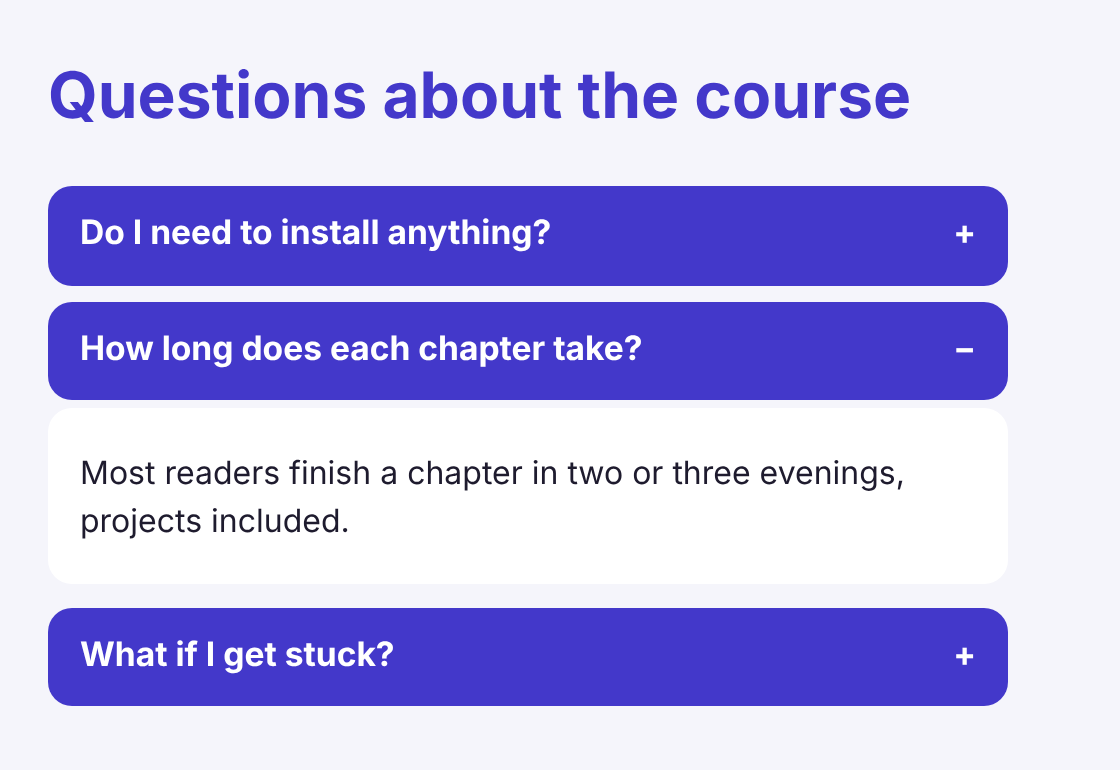 Questions about the course
Do I need to install anything? +
How long does each chapter take? −
Most readers finish a chapter in two or three evenings,
projects included.
What if I get stuck? +